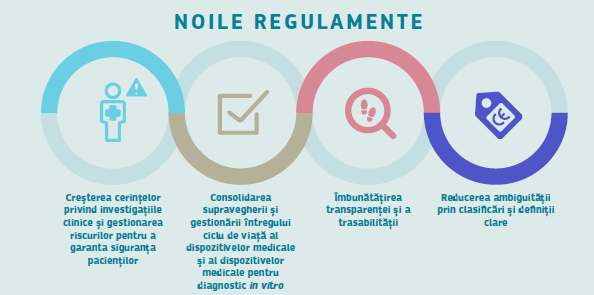 NOILE REGULAMENTE
CE
Creșterea cerințelor
privind investigațiile
clinice și gestionarea
riscurilor pentru a
garanta siguranța
pacienților
Consolidarea
supravegherii și
gestionării întregului
ciclu de viață al
dispozitivelor medicale
și al dispozitivelor
medicale pentru
diagnostic in vitro
Îmbunătățirea
transparenței și a
trasabilității
Reducerea ambiguității
prin clasificări și definiții
clare